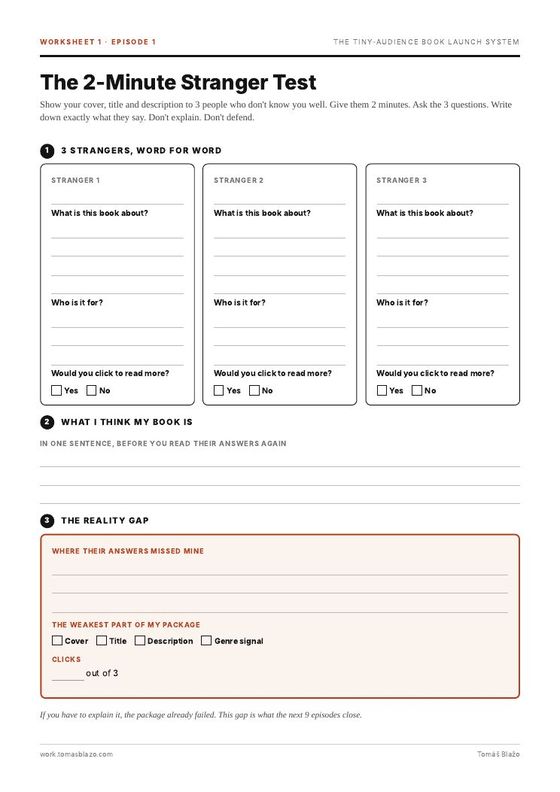 WORKSHEET 1 · EPISODE 1
THE TINY-AUDIENCE BOOK LAUNCH SYSTEM
The 2-Minute Stranger Test
Show your cover, title and description to 3 people who don't know you well. Give them 2 minutes. Ask the 3 questions. Write
down exactly what they say. Don't explain. Don't defend.
1 3 STRANGERS, WORD FOR WORD
STRANGER 1
What is this book about?
Who is it for?
Would you click to read more?
Yes No
STRANGER 2
What is this book about?
Who is it for?
Would you click to read more?
Yes No
STRANGER 3
What is this book about?
Who is it for?
Would you click to read more?
Yes No
2 WHAT I THINK MY BOOK IS
IN ONE SENTENCE, BEFORE YOU READ THEIR ANSWERS AGAIN
3 THE REALITY GAP
WHERE THEIR ANSWERS MISSED MINE
THE WEAKEST PART OF MY PACKAGE
Cover Title Description Genre signal
CLICKS
out of 3
If you have to explain it, the package already failed. This gap is what the next 9 episodes close.
work.tomasblazo.com
Tomáš Blažo